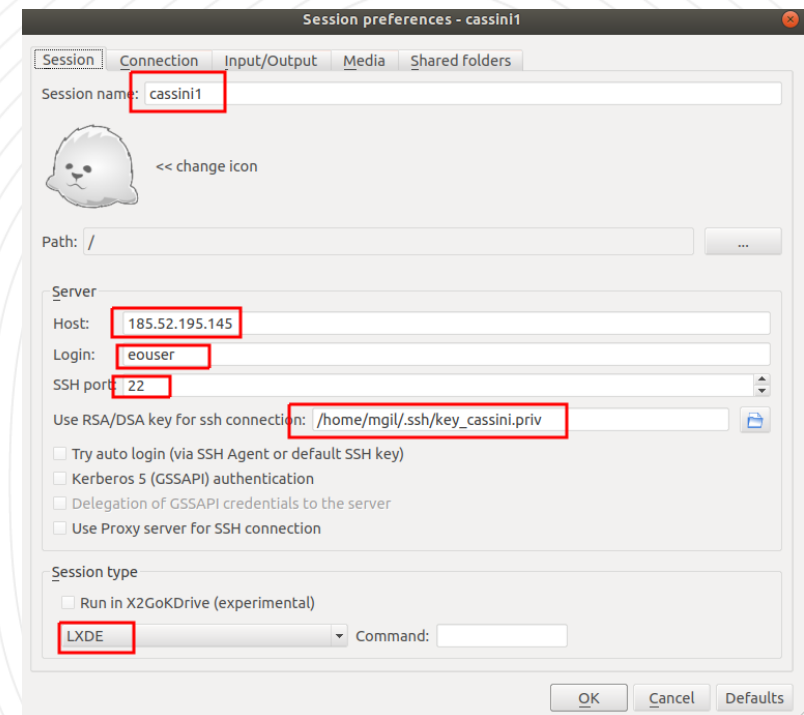 Session preferences - cassini1
Session Connection Input/Output Media Shared folders
Session name: cassini1
<< change icon
Path: / ...
Server
Host: 185.52.195.145
Login: eouser
SSH port: 22
Use RSA/DSA key for ssh connection: /home/mgil/.ssh/key_cassini.priv
Try auto login (via SSH Agent or default SSH key)
Kerberos 5 (GSSAPI) authentication
Delegation of GSSAPI credentials to the server
Use Proxy server for SSH connection
Session type
Run in X2GoKDrive (experimental)
LXDE Command:
OK Cancel Defaults